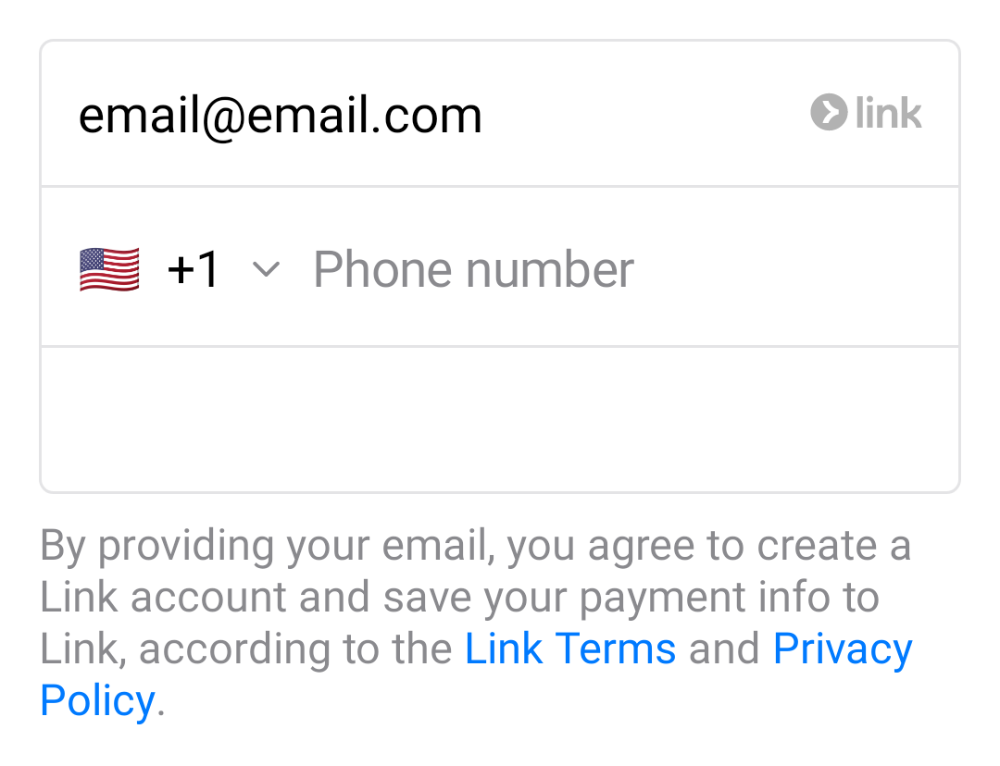 email@email.com link
+1 Phone number
By providing your email, you agree to create a
Link account and save your payment info to
Link, according to the Link Terms and Privacy
Policy.